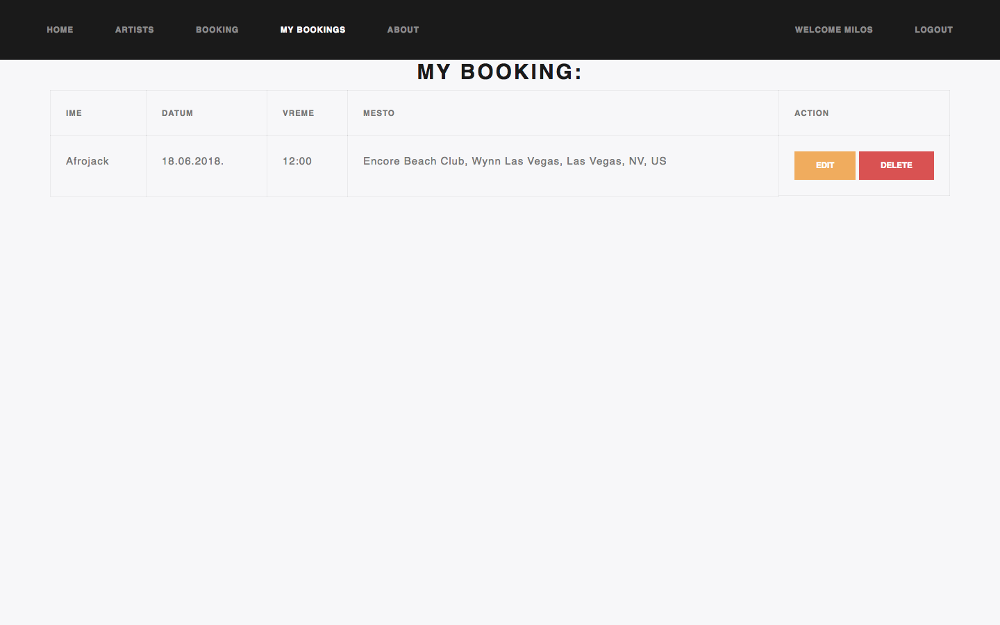 HOME ARTISTS BOOKING MY BOOKINGS ABOUT WELCOME MILOS LOGOUT
MY BOOKING:
IME DATUM VREME MESTO ACTION
Afrojack 18.06.2018. 12:00 Encore Beach Club, Wynn Las Vegas, Las Vegas, NV, US EDIT DELETE